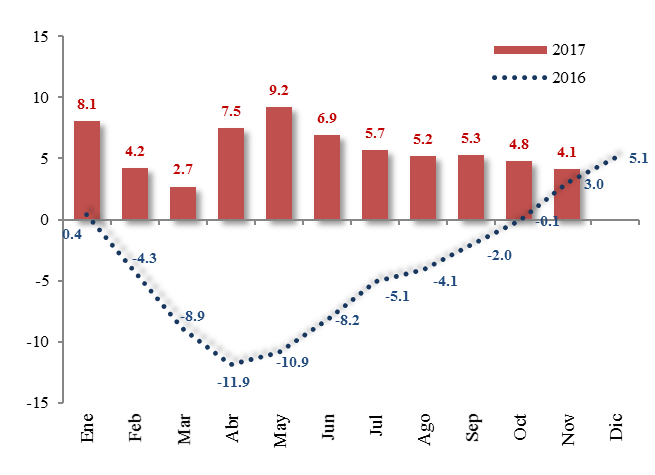 15
10
5
0
-5
-10
-15
2017
2016
8.1
4.2
2.7
7.5
9.2
6.9
5.7
5.2
5.3
4.8
4.1
0.4
-4.3
-8.9
-11.9
-10.9
-8.2
-5.1
-4.1
-2.0
-0.1
3.0
5.1
Ene
Feb
Mar
Abr
May
Jun
Jul
Ago
Sep
Oct
Nov
Dic